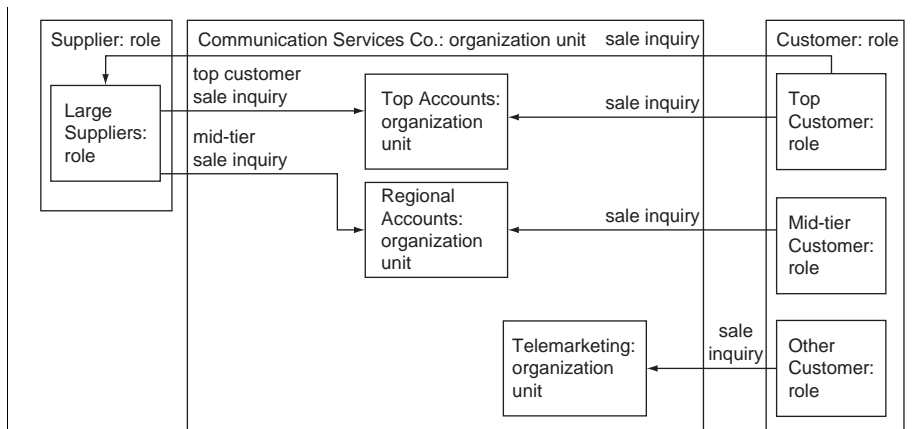 Supplier: role
Communication Services Co.: organization unit
sale inquiry
Customer: role
top customer
sale inquiry
Large
Suppliers:
role
mid-tier
sale inquiry
Top Accounts:
organization
unit
sale inquiry
Top
Customer:
role
Regional
Accounts:
organization
unit
sale inquiry
Mid-tier
Customer:
role
Telemarketing:
organization
unit
sale
inquiry
Other
Customer:
role